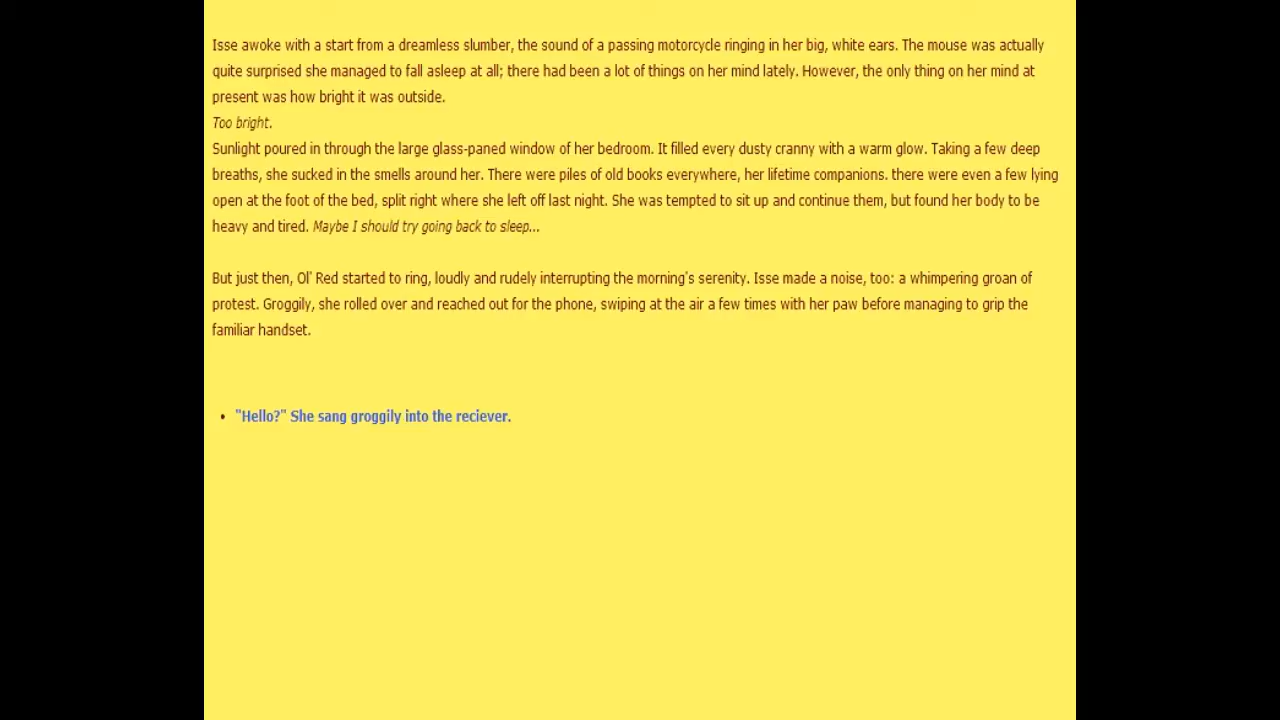 Isse awoke with a start from a dreamless slumber, the sound of a passing motorcycle ringing in her big, white ears. The mouse was actually
quite surprised she managed to fall asleep at all; there had been a lot of things on her mind lately. However, the only thing on her mind at
present was how bright it was outside.
Too bright.
Sunlight poured in through the large glass-paned window of her bedroom. It filled every dusty cranny with a warm glow. Taking a few deep
breaths, she sucked in the smells around her. There were piles of old books everywhere, her lifetime companions. there were even a few lying
open at the foot of the bed, split right where she left off last night. She was tempted to sit up and continue them, but found her body to be
heavy and tired. Maybe I should try going back to sleep...
But just then, Ol' Red started to ring, loudly and rudely interrupting the morning's serenity. Isse made a noise, too: a whimpering groan of
protest. Groggily, she rolled over and reached out for the phone, swiping at the air a few times with her paw before managing to grip the
familiar handset.
• "Hello?" She sang groggily into the reciever.